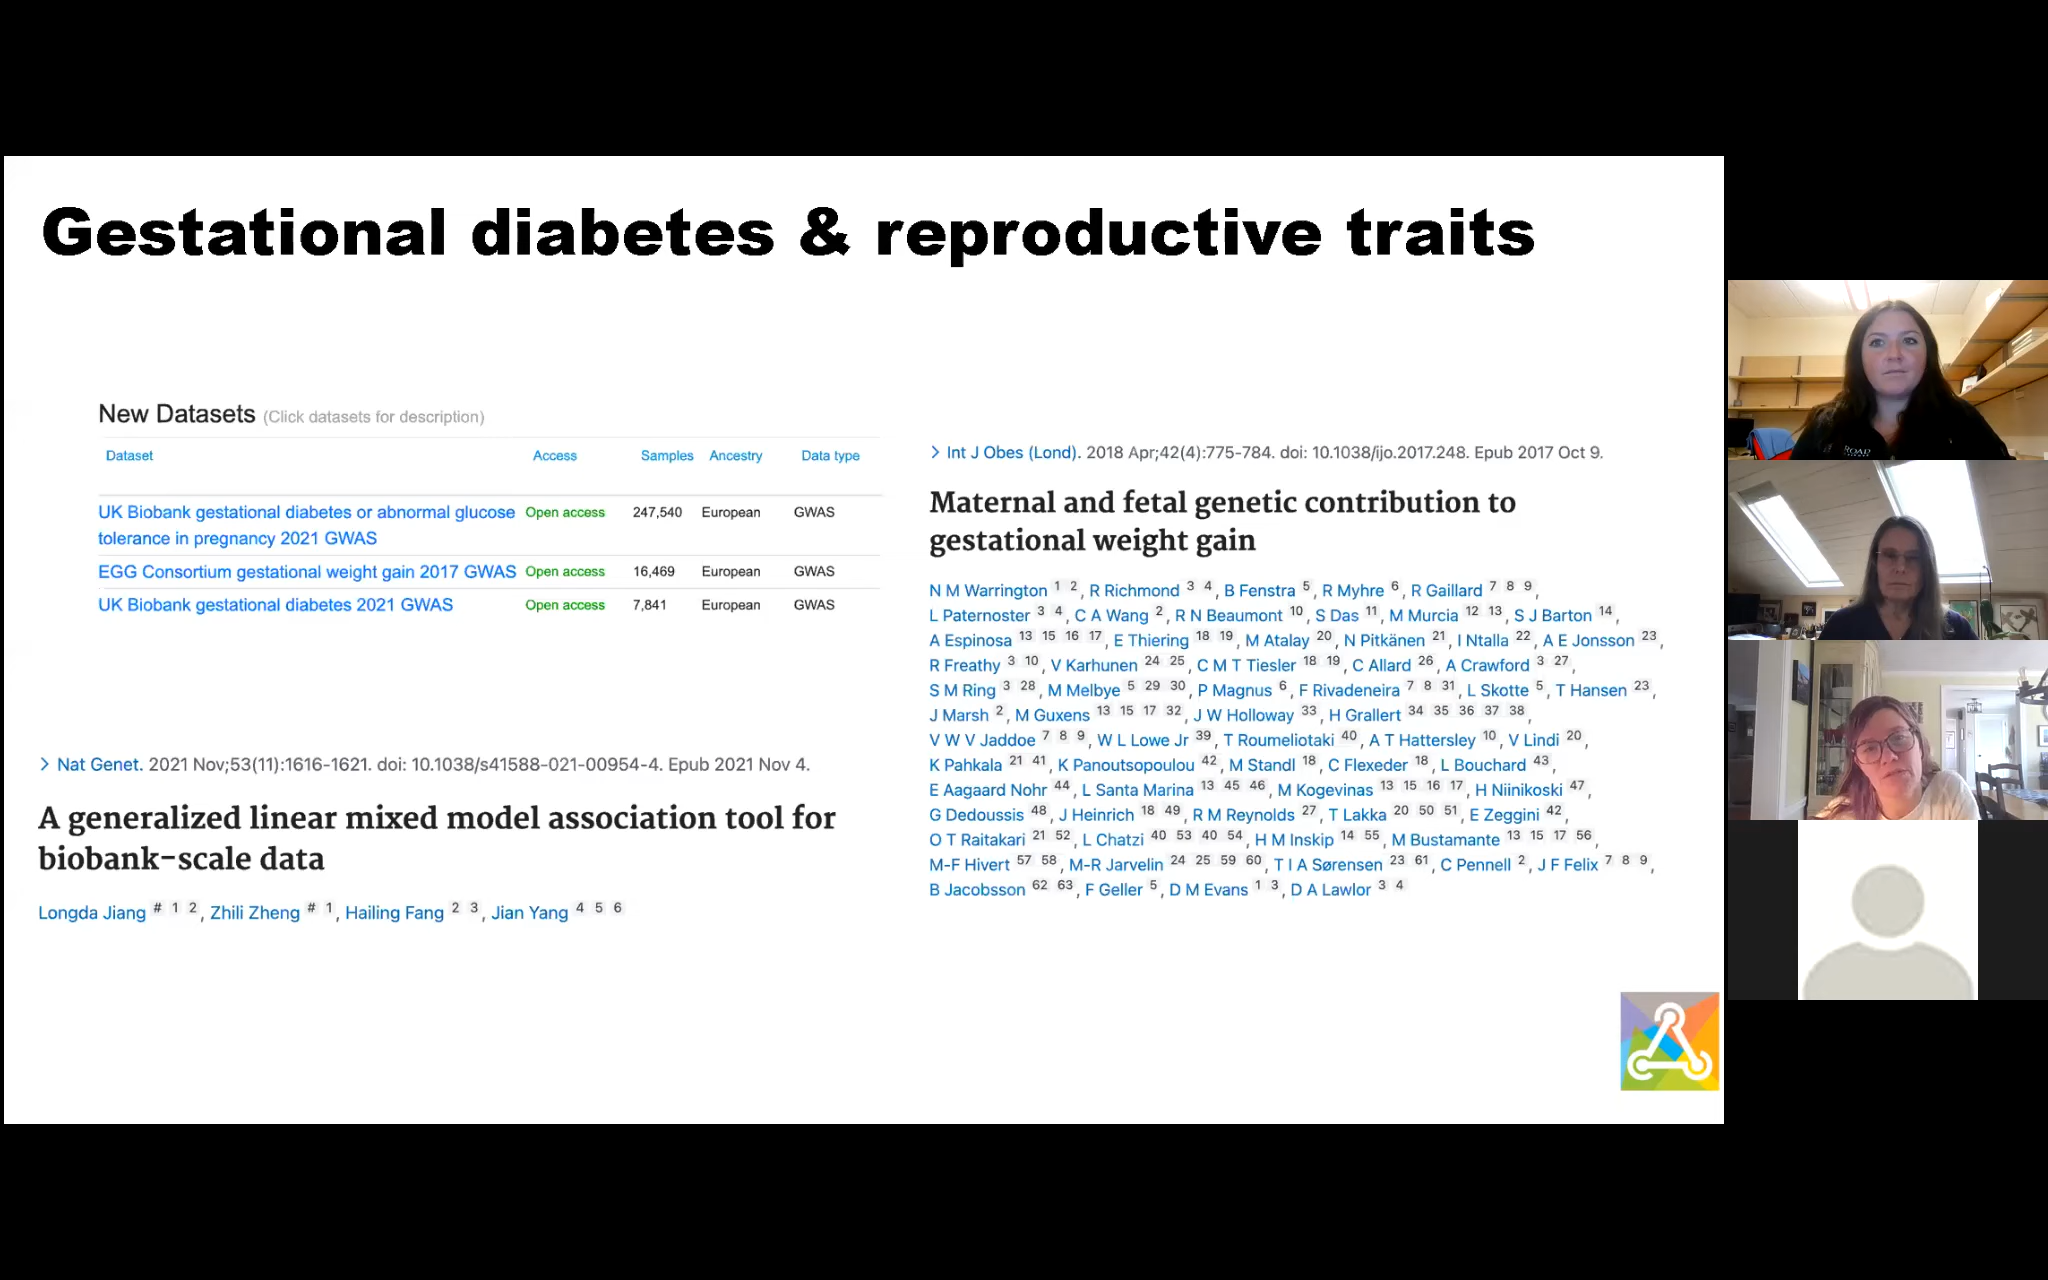 Gestational diabetes & reproductive traits
New Datasets (Click datasets for description)
Dataset Access Samples Ancestry Data type
UK Biobank gestational diabetes or abnormal glucose Open access 247,540 European GWAS
tolerance in pregnancy 2021 GWAS
EGG Consortium gestational weight gain 2017 GWAS Open access 16,469 European GWAS
UK Biobank gestational diabetes 2021 GWAS Open access 7,841 European GWAS
> Nat Genet. 2021 Nov;53(11):1616-1621. doi: 10.1038/s41588-021-00954-4. Epub 2021 Nov 4.
A generalized linear mixed model association tool for
biobank-scale data
Longda Jiang # 1 2, Zhili Zheng # 1, Hailing Fang 2 3, Jian Yang 4 5 6
> Int J Obes (Lond). 2018 Apr;42(4):775-784. doi: 10.1038/ijo.2017.248. Epub 2017 Oct 9.
Maternal and fetal genetic contribution to
gestational weight gain
N M Warrington 1 2, R Richmond 3 4, B Fenstra 5, R Myhre 6, R Gaillard 7 8 9,
L Paternoster 3 4, C A Wang 2, R N Beaumont 10, S Das 11, M Murcia 12 13, S J Barton 14,
A Espinosa 13 15 16 17, E Thiering 18 19, M Atalay 20, N Pitkänen 21, I Ntalla 22, A E Jonsson 23,
R Freathy 3 10, V Karhunen 24 25, C M T Tiesler 18 19, C Allard 26, A Crawford 3 27,
S M Ring 3 28, M Melbye 5 29 30, P Magnus 6, F Rivadeneira 7 8 31, L Skotte 5, T Hansen 23,
J Marsh 2, M Guxens 13 15 17 32, J W Holloway 33, H Grallert 34 35 36 37 38,
V W V Jaddoe 7 8 9, W L Lowe Jr 39, T Roumeliotaki 40, A T Hattersley 10, V Lindi 20,
K Pahkala 21 41, K Panoutsopoulou 42, M Standl 18, C Flexeder 18, L Bouchard 43,
E Aagaard Nohr 44, L Santa Marina 13 45 46, M Kogevinas 13 15 16 17, H Niinikoski 47,
G Dedoussis 48, J Heinrich 18 49, R M Reynolds 27, T Lakka 20 50 51, E Zeggini 42,
O T Raitakari 21 52, L Chatzi 40 53 40 54, H M Inskip 14 55, M Bustamante 13 15 17 56,
M-F Hivert 57 58, M-R Jarvelin 24 25 59 60, T I A Sørensen 23 61, C Pennell 2, J F Felix 7 8 9,
B Jacobsson 62 63, F Geller 5, D M Evans 1 3, D A Lawlor 3 4